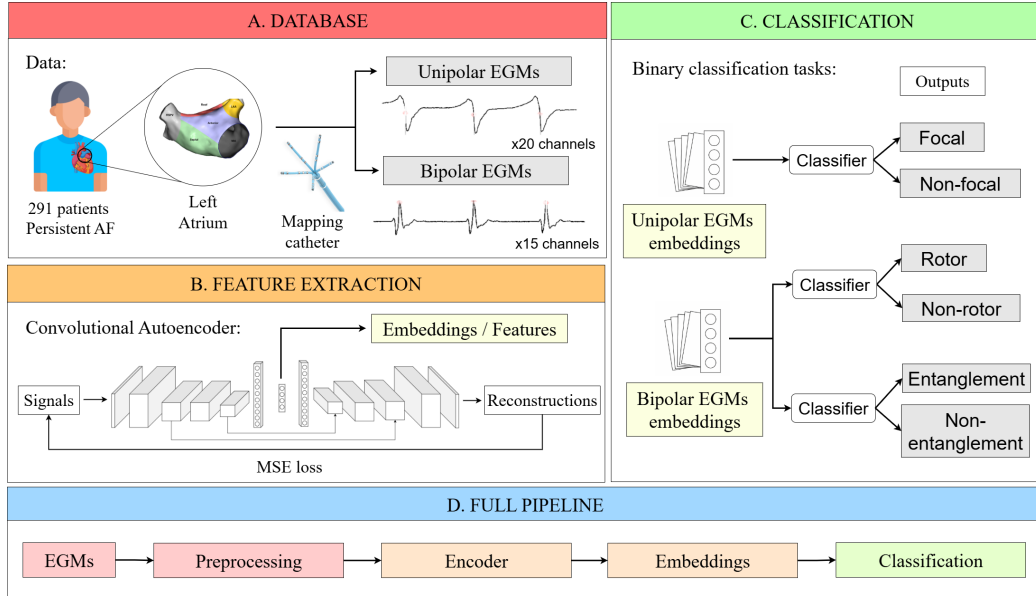 A. DATABASE
Data:
291 patients
Persistent AF
Left
Atrium
Mapping
catheter
Unipolar EGMs
x20 channels
Bipolar EGMs
x15 channels
B. FEATURE EXTRACTION
Convolutional Autoencoder:
Embeddings / Features
Signals
Reconstructions
MSE loss
C. CLASSIFICATION
Binary classification tasks:
Outputs
Unipolar EGMs
embeddings
Classifier
Focal
Non-focal
Bipolar EGMs
embeddings
Classifier
Rotor
Non-rotor
Classifier
Entanglement
Non-
entanglement
D. FULL PIPELINE
EGMs
Preprocessing
Encoder
Embeddings
Classification